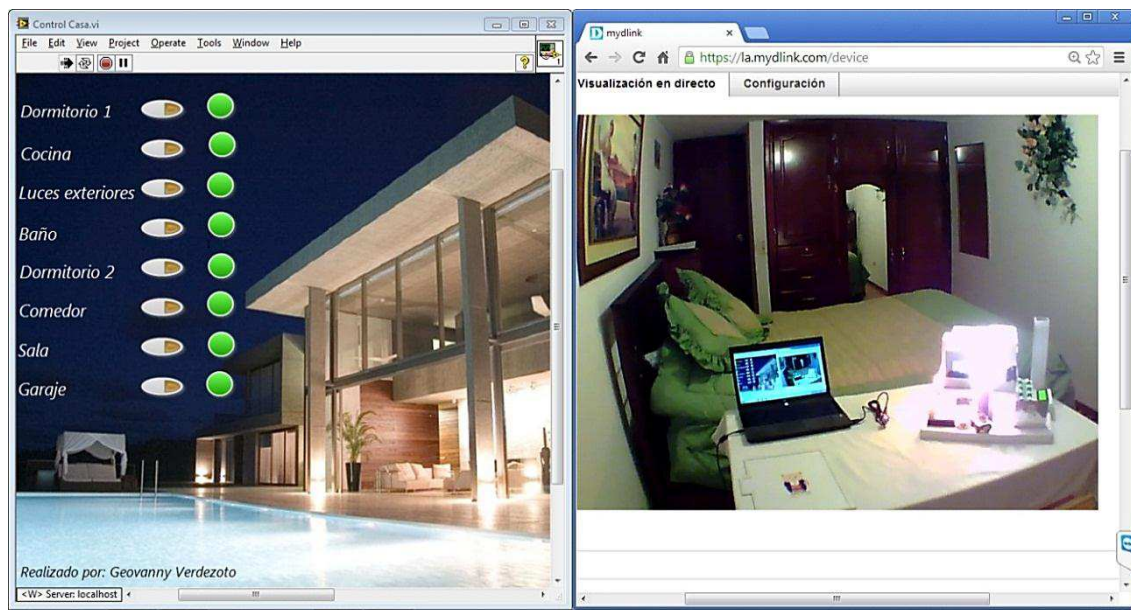 Control Casa.vi
File Edit View Project Operate Tools Window Help
Dormitorio 1
Cocina
Luces exteriores
Baño
Dormitorio 2
Comedor
Sala
Garaje
Realizado por: Geovanny Verdezoto
<W> Server: localhost
mydlink
https://la.mydlink.com/device
Visualización en directo
Configuración